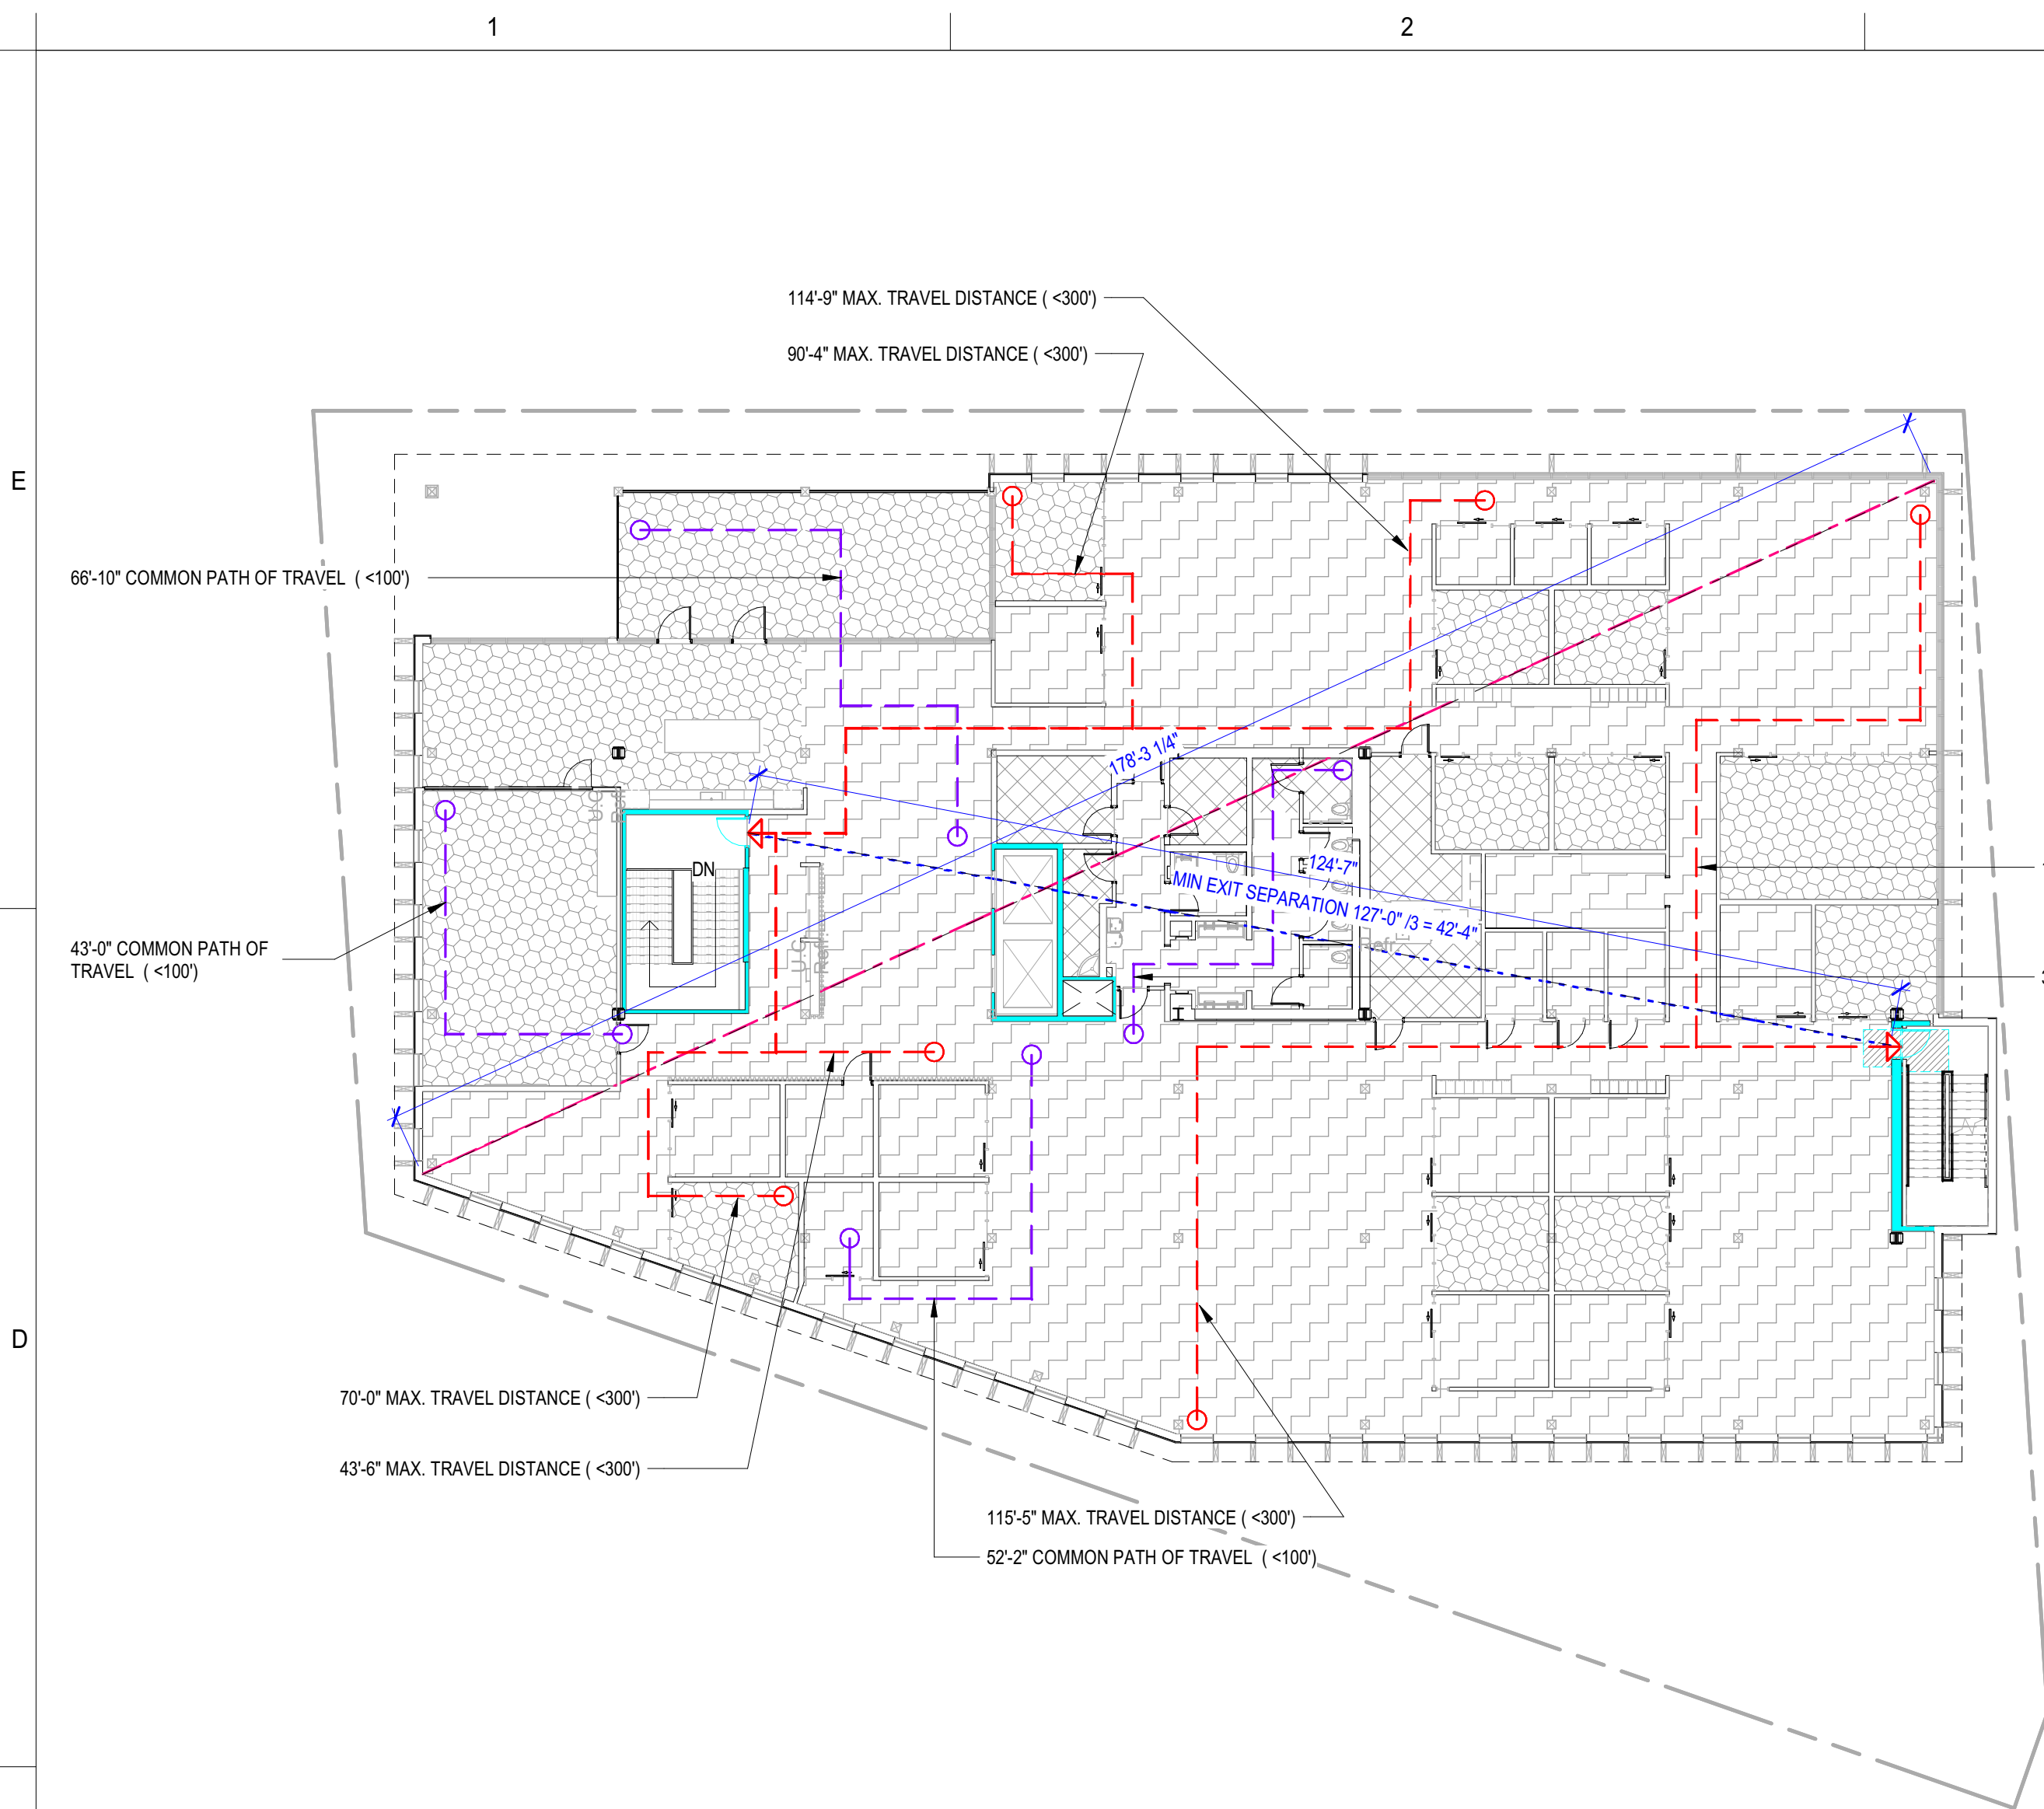 1
2
114'-9" MAX. TRAVEL DISTANCE ( <300')
90'-4" MAX. TRAVEL DISTANCE ( <300')
E
66'-10" COMMON PATH OF TRAVEL ( <100')
178'-3 1/4"
DN
124'-7"
MIN EXIT SEPARATION 127'-0" /3 = 42'-4"
43'-0" COMMON PATH OF
TRAVEL ( <100')
D
70'-0" MAX. TRAVEL DISTANCE ( <300')
43'-6" MAX. TRAVEL DISTANCE ( <300')
115'-5" MAX. TRAVEL DISTANCE ( <300')
52'-2" COMMON PATH OF TRAVEL ( <100')